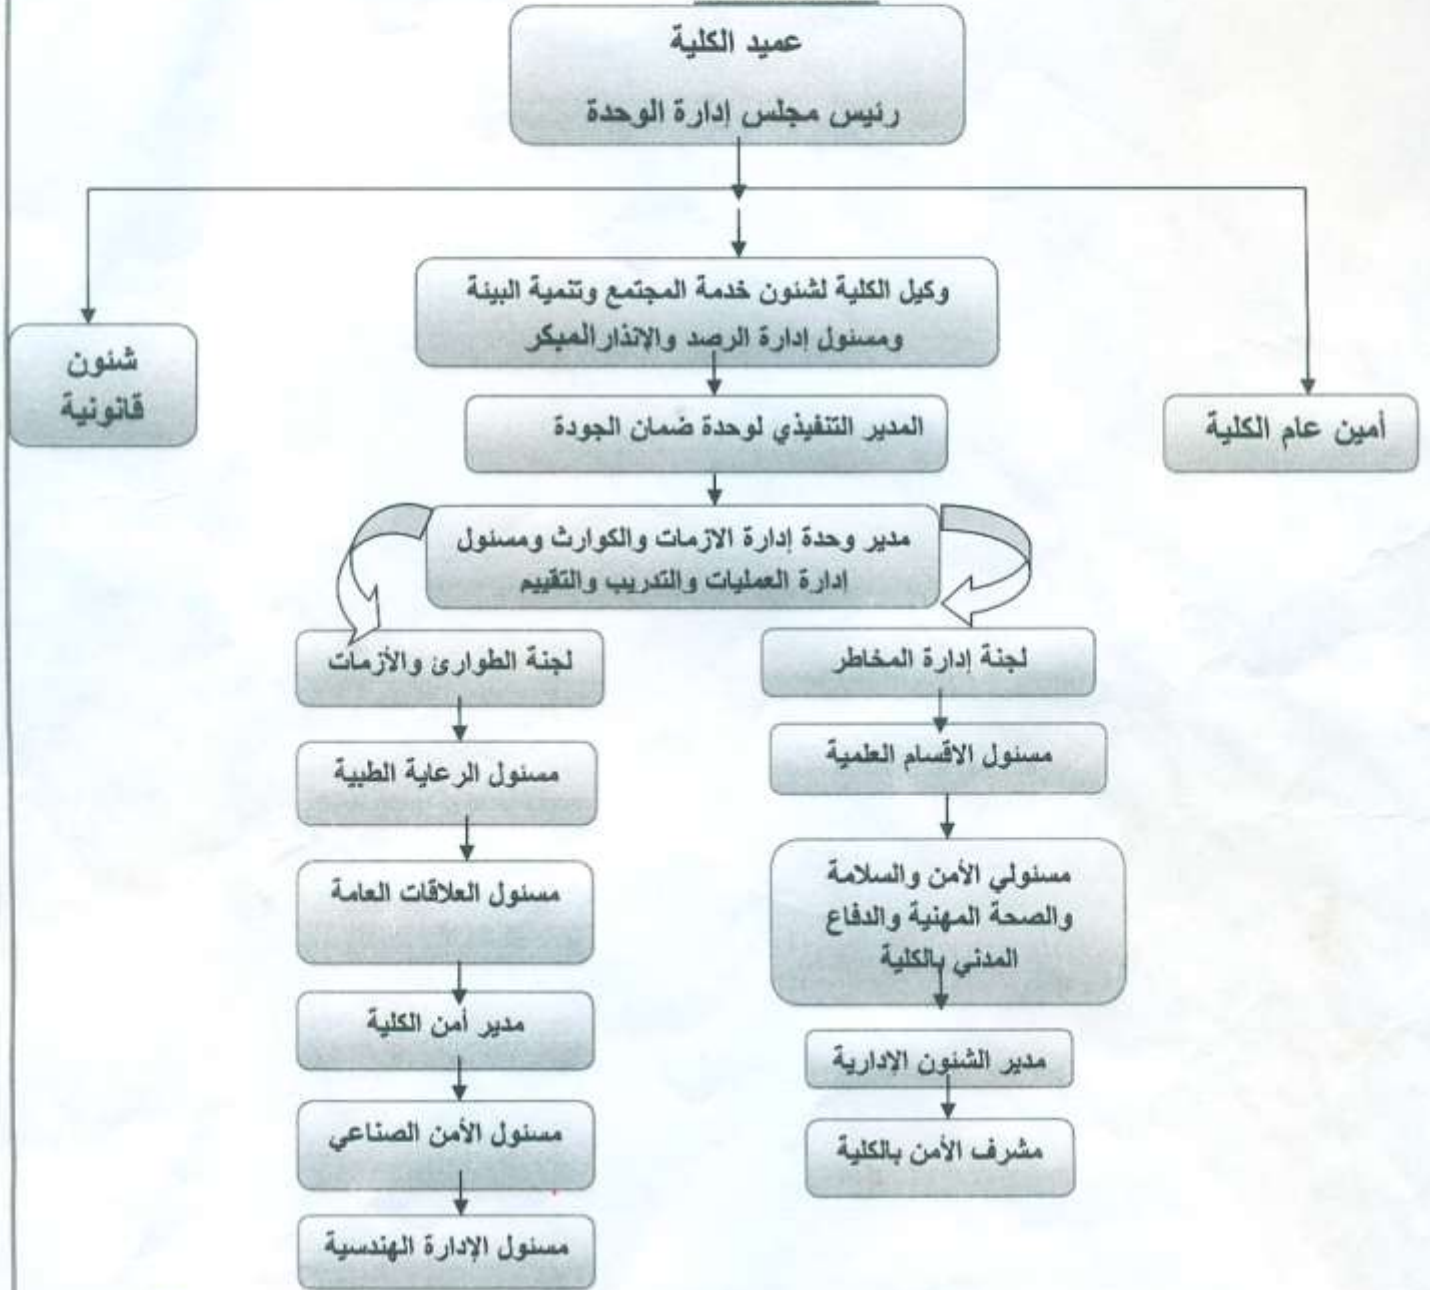 عميد الكلية
رئيس مجلس إدارة الوحدة
وكيل الكلية لشئون خدمة المجتمع وتنمية البيئة
ومسئول إدارة الرصد والإنذار المبكر
شئون
قانونية
أمين عام الكلية
المدير التنفيذي لوحدة ضمان الجودة
مدير وحدة إدارة الازمات والكوارث ومسئول
إدارة العمليات والتدريب والتقييم
لجنة إدارة المخاطر
مسئول الاقسام العلمية
مسئولي الأمن والسلامة
والصحة المهنية والدفاع
المدني بالكلية
مدير الشئون الإدارية
مشرف الأمن بالكلية
لجنة الطوارئ والأزمات
مسئول الرعاية الطبية
مسئول العلاقات العامة
مدير أمن الكلية
مسئول الأمن الصناعي
مسئول الإدارة الهندسية